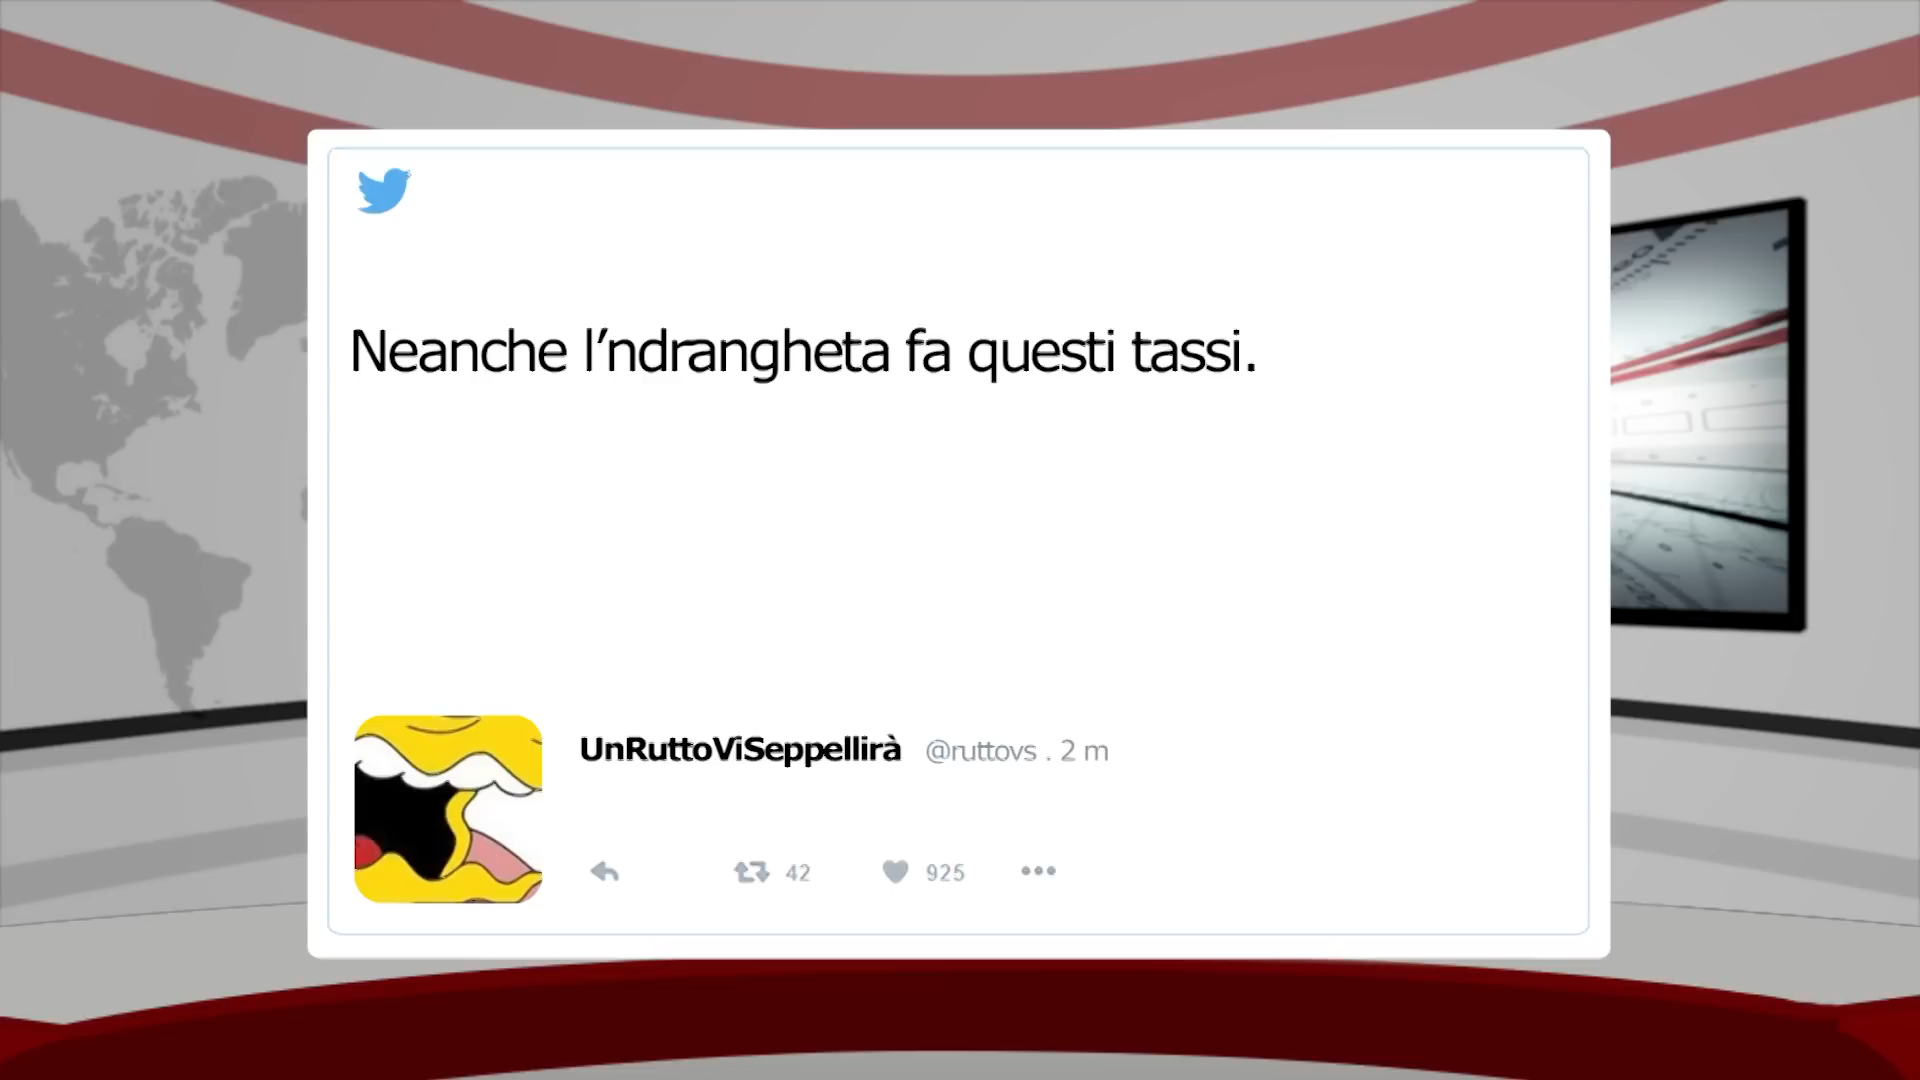 Neanche l’ndrangheta fa questi tassi.
UnRuttoViSeppellirà @ruttovs . 2 m
42 925